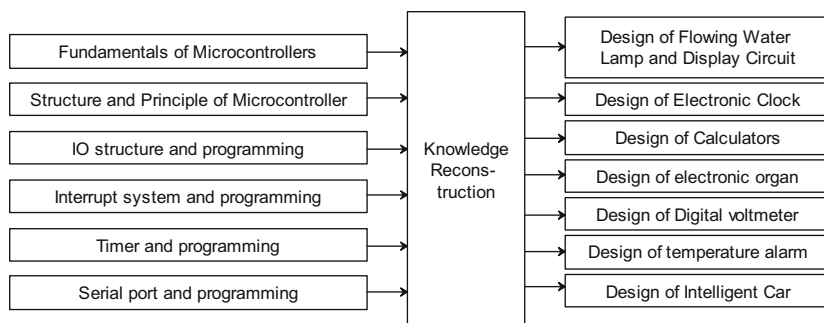 Fundamentals of Microcontrollers
Structure and Principle of Microcontroller
IO structure and programming
Interrupt system and programming
Timer and programming
Serial port and programming
Knowledge
Recons-
truction
Design of Flowing Water
Lamp and Display Circuit
Design of Electronic Clock
Design of Calculators
Design of electronic organ
Design of Digital voltmeter
Design of temperature alarm
Design of Intelligent Car